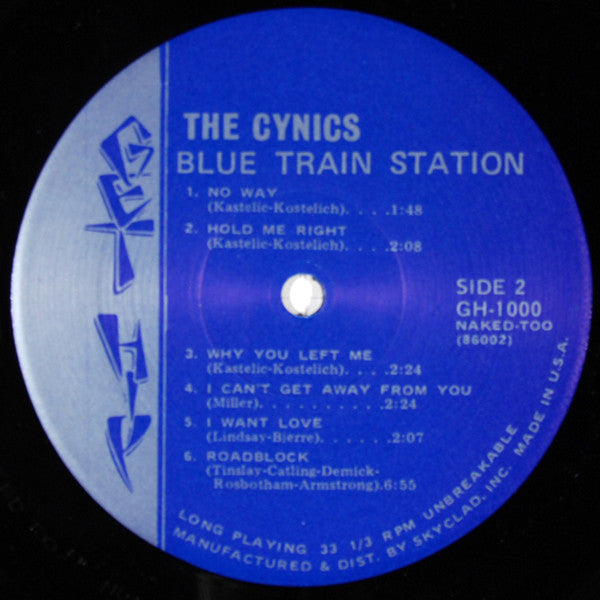 GET HIP
THE CYNICS
BLUE TRAIN STATION
1. NO WAY
(Kastelic-Kostelich). . . .1:48
2. HOLD ME RIGHT
(Kastelic-Kostelich). . . .2:08
SIDE 2
GH-1000
NAKED-TOO
(86002)
3. WHY YOU LEFT ME
(Kastelic-Kostelich). . . .2:24
4. I CAN'T GET AWAY FROM YOU
(Miller). . . . . . . . . .2:24
5. I WANT LOVE
(Lindsay-Bjerre). . . . . .2:07
6. ROADBLOCK
(Tinslay-Catling-Demick-
Rosbotham-Armstrong).6:55
LONG PLAYING 33 1/3 RPM UNBREAKABLE
MANUFACTURED & DIST. BY SKYCLAD, INC. MADE IN U.S.A.